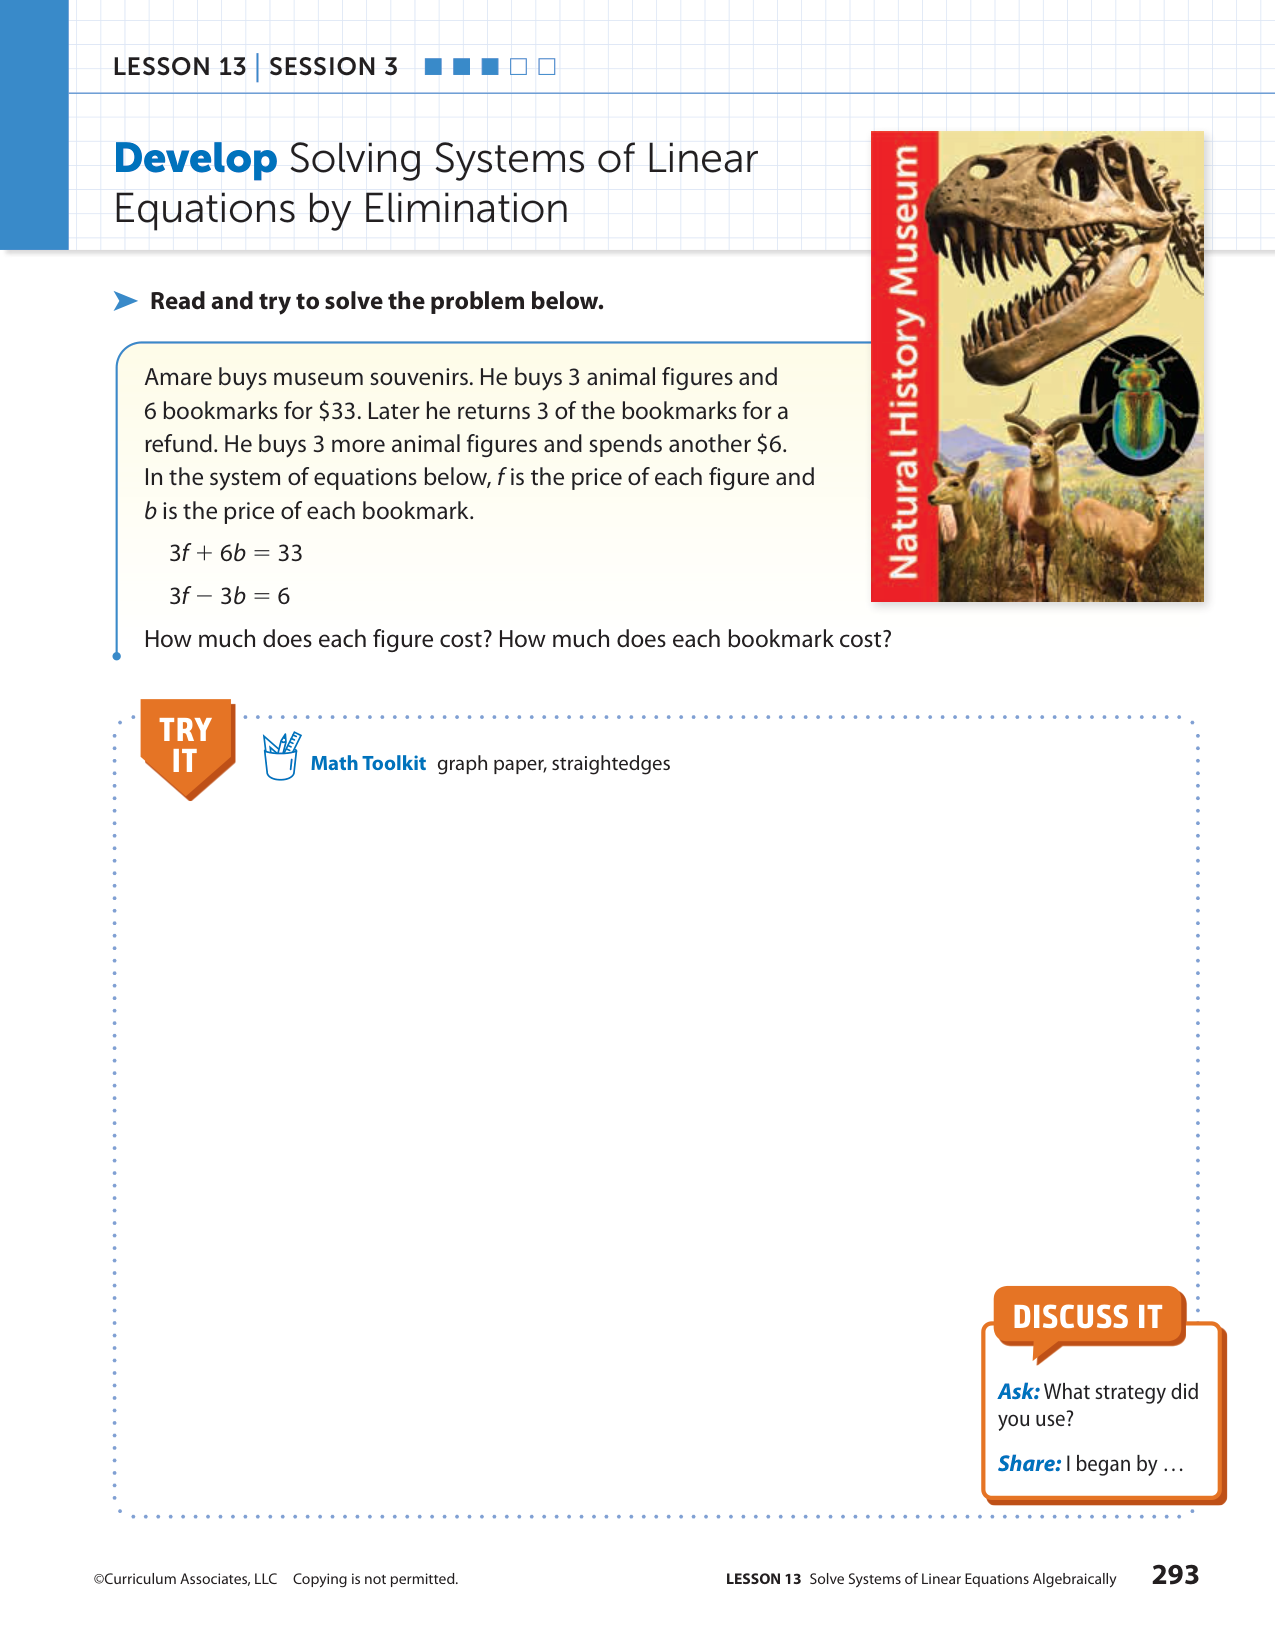 LESSON 13 | SESSION 3
Develop Solving Systems of Linear
Equations by Elimination
Natural History Museum
Read and try to solve the problem below.
Amare buys museum souvenirs. He buys 3 animal figures and
6 bookmarks for $33. Later he returns 3 of the bookmarks for a
refund. He buys 3 more animal figures and spends another $6.
In the system of equations below, f is the price of each figure and
b is the price of each bookmark.
3f + 6b = 33
3f − 3b = 6
How much does each figure cost? How much does each bookmark cost?
TRY
IT
Math Toolkit graph paper, straightedges
DISCUSS IT
Ask: What strategy did
you use?
Share: I began by …
©Curriculum Associates, LLC Copying is not permitted.
LESSON 13 Solve Systems of Linear Equations Algebraically 293